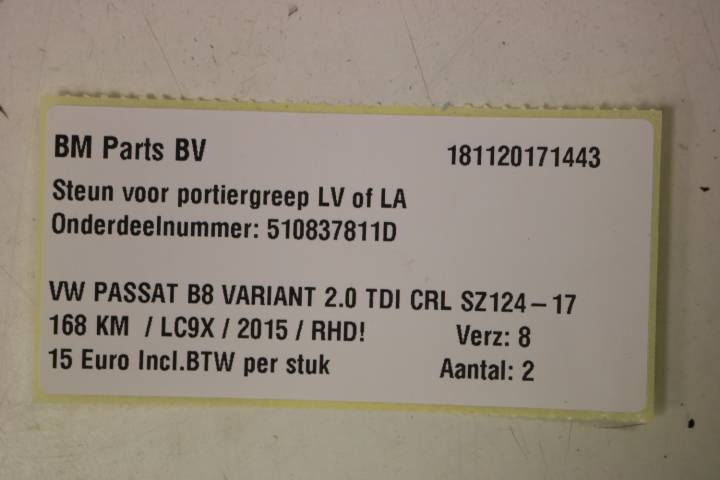 BM Parts BV 181120171443
Steun voor portiergreep LV of LA
Onderdeelnummer: 510837811D
VW PASSAT B8 VARIANT 2.0 TDI CRL SZ124-17
168 KM / LC9X / 2015 / RHD! Verz: 8
15 Euro Incl.BTW per stuk Aantal: 2